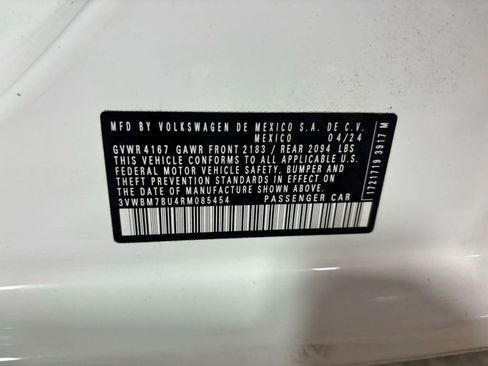 MFD BY VOLKSWAGEN DE MEXICO S.A. DE C.V.
MEXICO 04/24
GVWR 4167 GAWR FRONT 2183 / REAR 2094 LBS
THIS VEHICLE CONFORMS TO ALL APPLICABLE U.S.
FEDERAL MOTOR VEHICLE SAFETY, BUMPER AND
THEFT PREVENTION STANDARDS IN EFFECT ON
THE DATE OF MANUFACTURE SHOWN ABOVE
3VWBM7BU4RM085454 PASSENGER CAR
1721719 3917 M